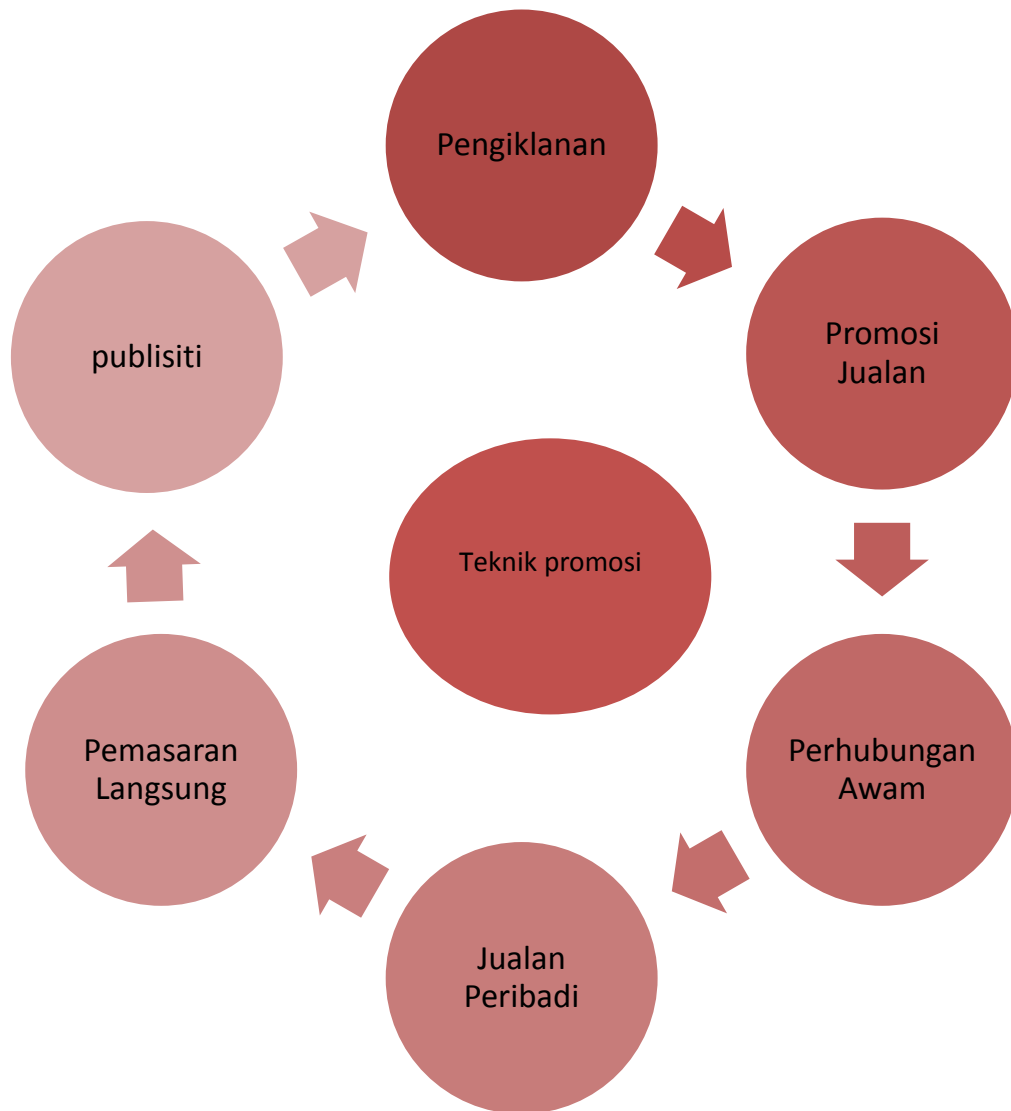 Pengiklanan
Promosi
Jualan
Perhubungan
Awam
Jualan
Peribadi
Pemasaran
Langsung
publisiti
Teknik promosi